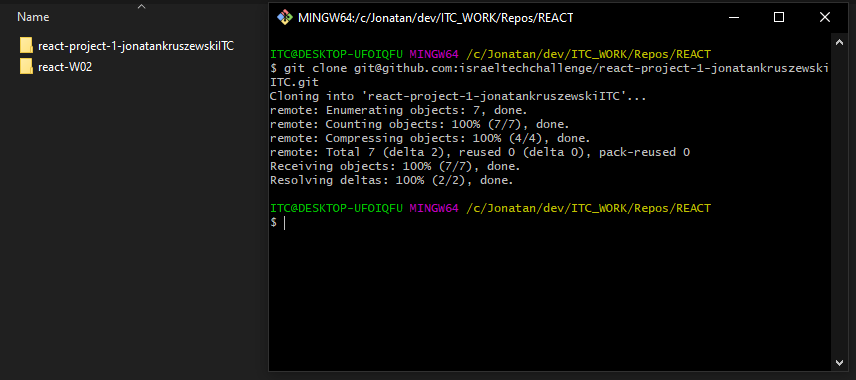 Name
react-project-1-jonatankruszewskiITC
react-W02
MINGW64:/c/Jonatan/dev/ITC_WORK/Repos/REACT
ITC@DESKTOP-UFOIQFU MINGW64 /c/Jonatan/dev/ITC_WORK/Repos/REACT
$ git clone git@github.com:israeltechchallenge/react-project-1-jonatankruszewski
ITC.git
Cloning into 'react-project-1-jonatankruszewskiITC'...
remote: Enumerating objects: 7, done.
remote: Counting objects: 100% (7/7), done.
remote: Compressing objects: 100% (4/4), done.
remote: Total 7 (delta 2), reused 0 (delta 0), pack-reused 0
Receiving objects: 100% (7/7), done.
Resolving deltas: 100% (2/2), done.
ITC@DESKTOP-UFOIQFU MINGW64 /c/Jonatan/dev/ITC_WORK/Repos/REACT
$